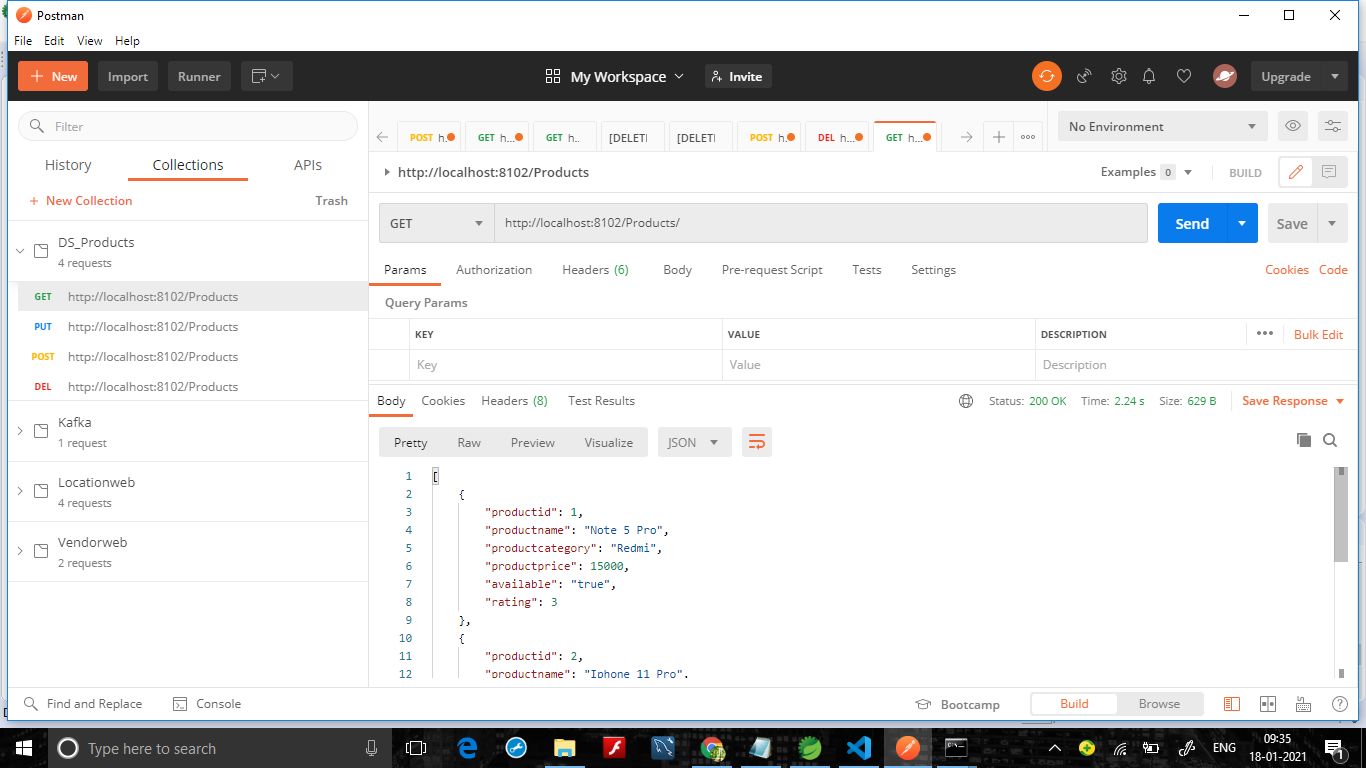 Postman
File Edit View Help
New Import Runner My Workspace Invite Upgrade
Filter
History Collections APIs
New Collection Trash
DS_Products
4 requests
GET http://localhost:8102/Products
PUT http://localhost:8102/Products
POST http://localhost:8102/Products
DEL http://localhost:8102/Products
Kafka
1 request
Locationweb
4 requests
Vendorweb
2 requests
POST h. GET h... GET h.. [DELETE [DELETE POST h DEL h... GET h... No Environment
http://localhost:8102/Products Examples 0 BUILD
GET http://localhost:8102/Products/ Send Save
Params Authorization Headers (6) Body Pre-request Script Tests Settings Cookies Code
Query Params
KEY VALUE DESCRIPTION Bulk Edit
Key Value Description
Body Cookies Headers (8) Test Results Status: 200 OK Time: 2.24 s Size: 629 B Save Response
Pretty Raw Preview Visualize JSON
1 [
2 {
3 "productid": 1,
4 "productname": "Note 5 Pro",
5 "productcategory": "Redmi",
6 "productprice": 15000,
7 "available": "true",
8 "rating": 3
9 },
10 {
11 "productid": 2,
12 "productname": "Iphone 11 Pro",
Find and Replace Console Bootcamp Build Browse
Type here to search ENG 09:35
18-01-2021
1